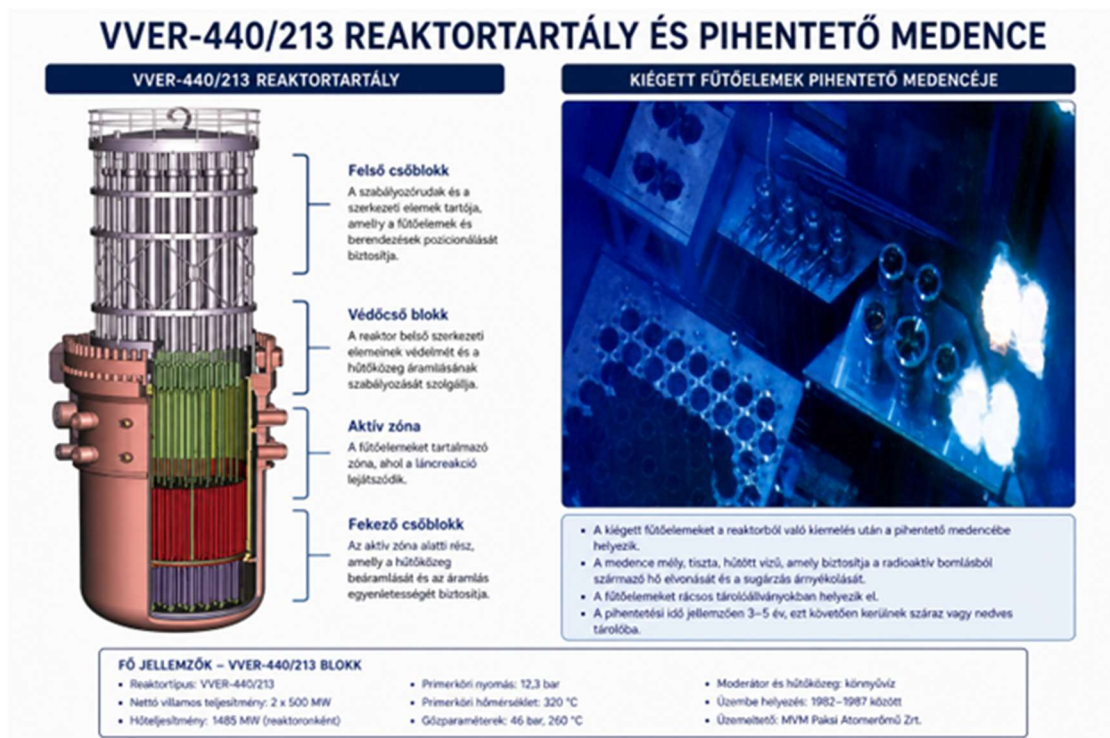 VVER-440/213 REAKTORTARTÁLY ÉS PIHENTETŐ MEDENCE
VVER-440/213 REAKTORTARTÁLY
Felső csőblokk
A szabályozórudak és a
szerkezeti elemek tartója,
amelly a fűtőelemek és
berendezések pozicionálását
biztosítja.
Védőcső blokk
A reaktor belső szerkezeti
elemeinek védelmét és a
hűtőközeg áramlásának
szabályozását szolgállja.
Aktív zóna
A fűtőelemeket tartalmazó
zóna, ahol a láncreakció
lejátszódik.
Fekező csőblokk
Az aktív zóna alatti rész,
amelly a hűtőközeg
beáramlását és az áramlás
egyenletességét biztosítja.
KIÉGETT FŰTŐELEMEK PIHENTETŐ MEDENCÉJE
• A kiégett fűtőelemeket a reaktorból való kiemelés után a pihentető medencébe
helyezik.
• A medence mély, tiszta, hűtött vizű, amely biztosítja a radioaktív bomlásból
származó hő elvonását és a sugárzás árnyékolását.
• A fűtőelemeket rácsos tárolóállványokban helyezik el.
• A pihentetési idő jellemzően 3–5 év, ezt követően kerülnek száraz vagy nedves
tárolóba.
FŐ JELLEMZŐK – VVER-440/213 BLOKK
• Reaktortípus: VVER-440/213
• Nettó villamos teljesítmény: 2 x 500 MW
• Hőteljesítmény: 1485 MW (reaktoronként)
• Primerköri nyomás: 12,3 bar
• Primerköri hőmérséklet: 320 °C
• Gőzparaméterek: 46 bar, 260 °C
• Moderátor és hűtőközeg: könnyűvíz
• Üzembe helyezés: 1982–1987 között
• Üzemeltető: MVM Paksi Atomerőmű Zrt.